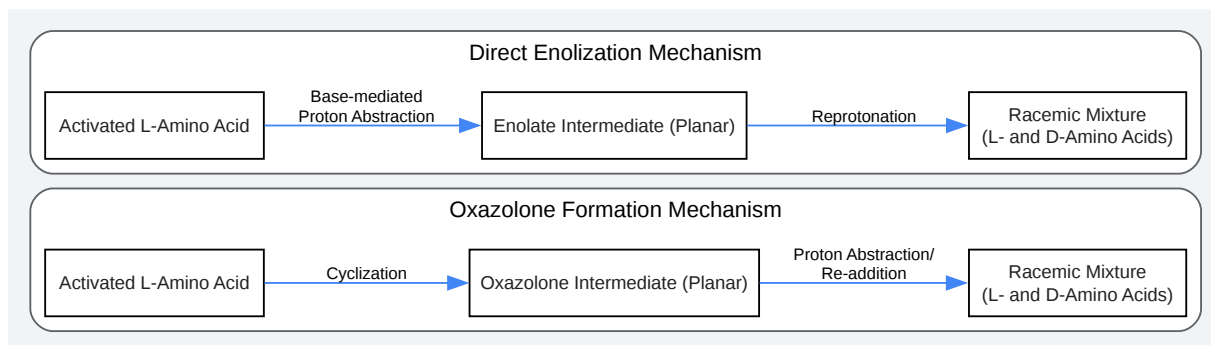 Direct Enolization Mechanism
Activated L-Amino Acid
Base-mediated
Proton Abstraction
Enolate Intermediate (Planar)
Reprotonation
Racemic Mixture
(L- and D-Amino Acids)
Oxazolone Formation Mechanism
Activated L-Amino Acid
Cyclization
Oxazolone Intermediate (Planar)
Proton Abstraction/
Re-addition
Racemic Mixture
(L- and D-Amino Acids)